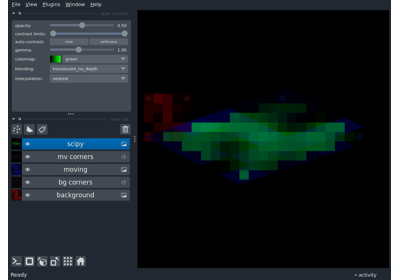 File View Plugins Window Help
opacity: 0.50
contrast limits:
auto-contrast: once continuous
gamma: 1.00
colormap: green
blending: translucent_no_depth
interpolation: nearest
scipy
mv corners
moving
bg corners
background
Ready
activity